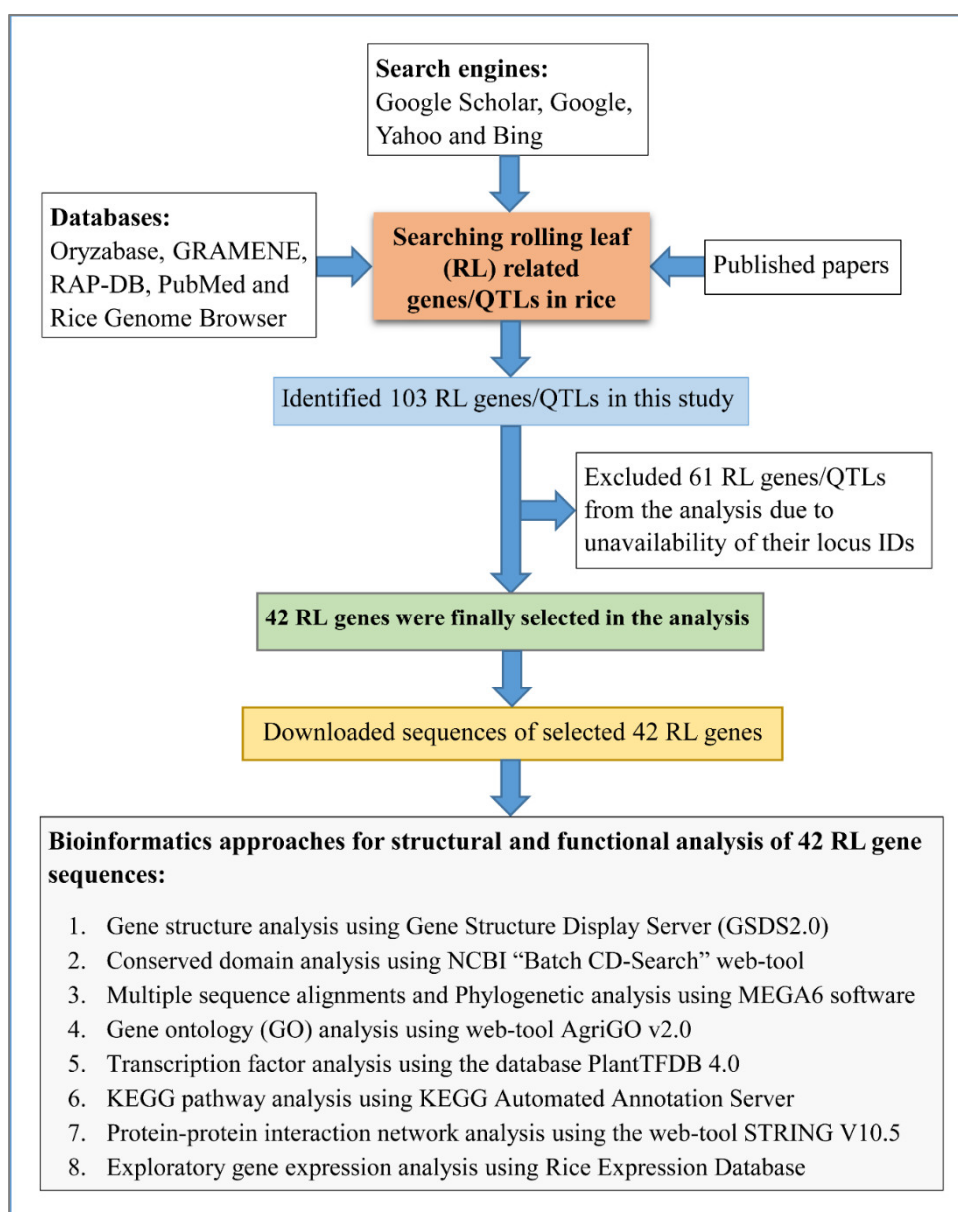 Search engines:
Google Scholar, Google,
Yahoo and Bing
Databases:
Oryzabase, GRAMENE,
RAP-DB, PubMed and
Rice Genome Browser
Searching rolling leaf
(RL) related
genes/QTLs in rice
Published papers
Identified 103 RL genes/QTLs in this study
Excluded 61 RL genes/QTLs
from the analysis due to
unavailability of their locus IDs
42 RL genes were finally selected in the analysis
Downloaded sequences of selected 42 RL genes
Bioinformatics approaches for structural and functional analysis of 42 RL gene
sequences:
1. Gene structure analysis using Gene Structure Display Server (GSDS2.0)
2. Conserved domain analysis using NCBI “Batch CD-Search” web-tool
3. Multiple sequence alignments and Phylogenetic analysis using MEGA6 software
4. Gene ontology (GO) analysis using web-tool AgriGO v2.0
5. Transcription factor analysis using the database PlantTFDB 4.0
6. KEGG pathway analysis using KEGG Automated Annotation Server
7. Protein-protein interaction network analysis using the web-tool STRING V10.5
8. Exploratory gene expression analysis using Rice Expression Database